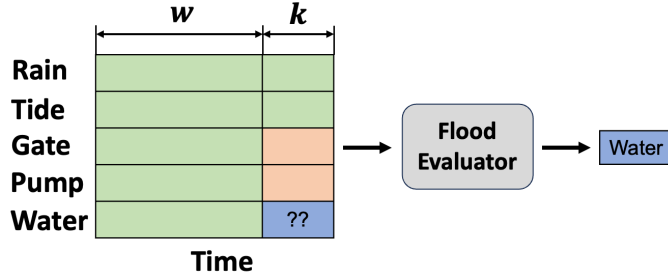 w k
Rain
Tide
Gate
Pump
Water ??
Time
Flood
Evaluator
Water